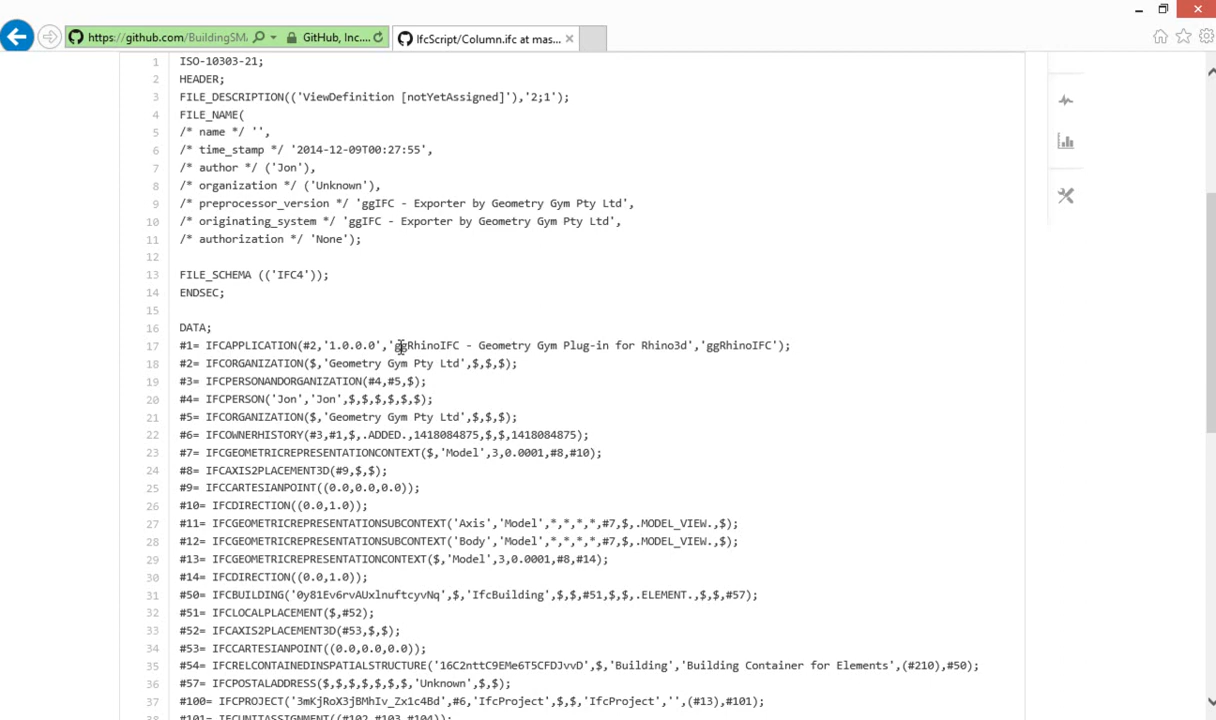 https://github.com/BuildingSM
GitHub, Inc....
IfcScript/Column.ifc at mas...
1 ISO-10303-21;
2 HEADER;
3 FILE_DESCRIPTION(('ViewDefinition [notYetAssigned]'),'2;1');
4 FILE_NAME(
5 /* name */ '',
6 /* time_stamp */ '2014-12-09T00:27:55',
7 /* author */ ('Jon'),
8 /* organization */ ('Unknown'),
9 /* preprocessor_version */ 'ggIFC - Exporter by Geometry Gym Pty Ltd',
10 /* originating_system */ 'ggIFC - Exporter by Geometry Gym Pty Ltd',
11 /* authorization */ 'None');
12
13 FILE_SCHEMA (('IFC4'));
14 ENDSEC;
15
16 DATA;
17 #1= IFCAPPLICATION(#2,'1.0.0.0','ggRhinoIFC - Geometry Gym Plug-in for Rhino3d','ggRhinoIFC');
18 #2= IFCORGANIZATION($,'Geometry Gym Pty Ltd',$,$,$);
19 #3= IFCPERSONANDORGANIZATION(#4,#5,$);
20 #4= IFCPERSON('Jon','Jon',$,$,$,$,$,$);
21 #5= IFCORGANIZATION($,'Geometry Gym Pty Ltd',$,$,$);
22 #6= IFCOWNERHISTORY(#3,#1,$,.ADDED.,1418084875,$,$,1418084875);
23 #7= IFCGEOMETRICREPRESENTATIONCONTEXT($,'Model',3,0.0001,#8,#10);
24 #8= IFCAXIS2PLACEMENT3D(#9,$,$);
25 #9= IFCCARTESIANPOINT((0.0,0.0,0.0));
26 #10= IFCDIRECTION((0.0,1.0));
27 #11= IFCGEOMETRICREPRESENTATIONSUBCONTEXT('Axis','Model',*,*,*,*,#7,$,.MODEL_VIEW.,$);
28 #12= IFCGEOMETRICREPRESENTATIONSUBCONTEXT('Body','Model',*,*,*,*,#7,$,.MODEL_VIEW.,$);
29 #13= IFCGEOMETRICREPRESENTATIONCONTEXT($,'Model',3,0.0001,#8,#14);
30 #14= IFCDIRECTION((0.0,1.0));
31 #50= IFCBUILDING('0y81Ev6rvAUxlnuftcyvNq',$,'IfcBuilding',$,$,#51,$,$,.ELEMENT.,$,$,#57);
32 #51= IFCLOCALPLACEMENT($,#52);
33 #52= IFCAXIS2PLACEMENT3D(#53,$,$);
34 #53= IFCCARTESIANPOINT((0.0,0.0,0.0));
35 #54= IFCRELCONTAINEDINSPATIALSTRUCTURE('16C2nttC9EMe6T5CFDJvvD',$,'Building','Building Container for Elements',(#210),#50);
36 #57= IFCPOSTALADDRESS($,$,$,$,$,$,$,'Unknown',$,$);
37 #100= IFCPROJECT('3mKjRoX3jBMhIv_Zx1c4Bd',#6,'IfcProject',$,$,'IfcProject','',(#13),#101);
38 #101= IFCUNITASSIGNMENT((#102,#103,#104));